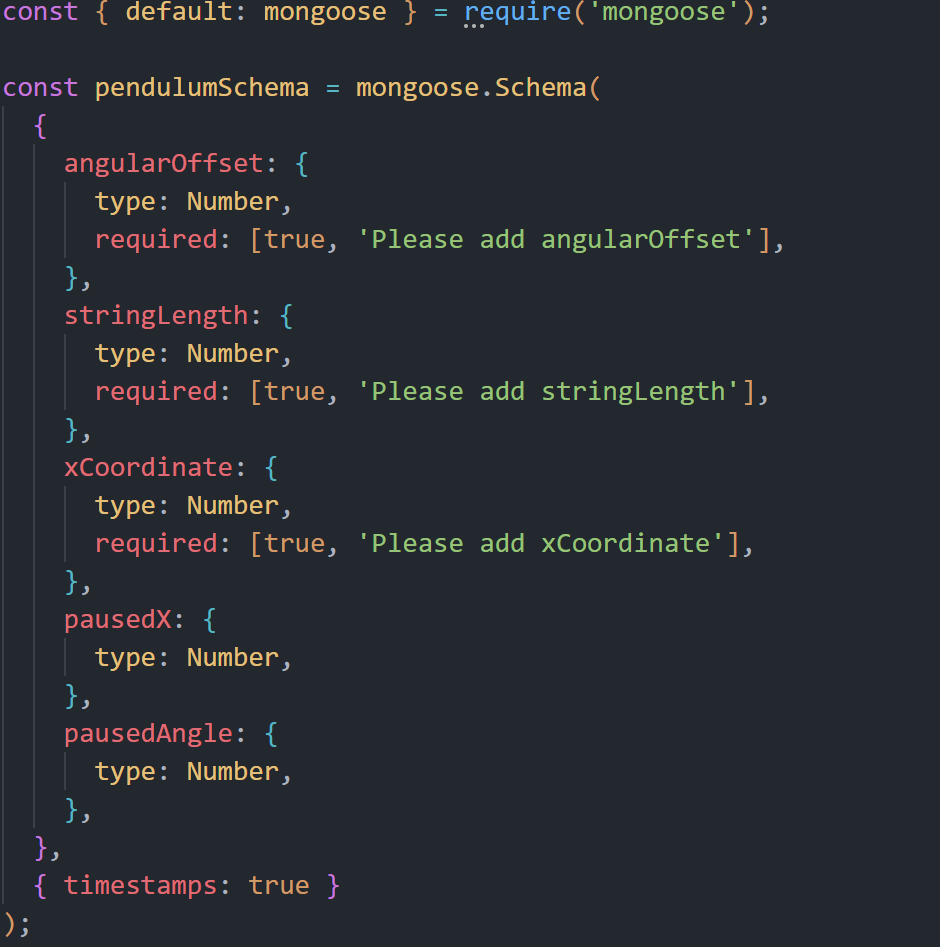 const { default: mongoose } = require('mongoose');
const pendulumSchema = mongoose.Schema(
{
angularOffset: {
type: Number,
required: [true, 'Please add angularOffset'],
},
stringLength: {
type: Number,
required: [true, 'Please add stringLength'],
},
xCoordinate: {
type: Number,
required: [true, 'Please add xCoordinate'],
},
pausedX: {
type: Number,
},
pausedAngle: {
type: Number,
},
},
{ timestamps: true }
);